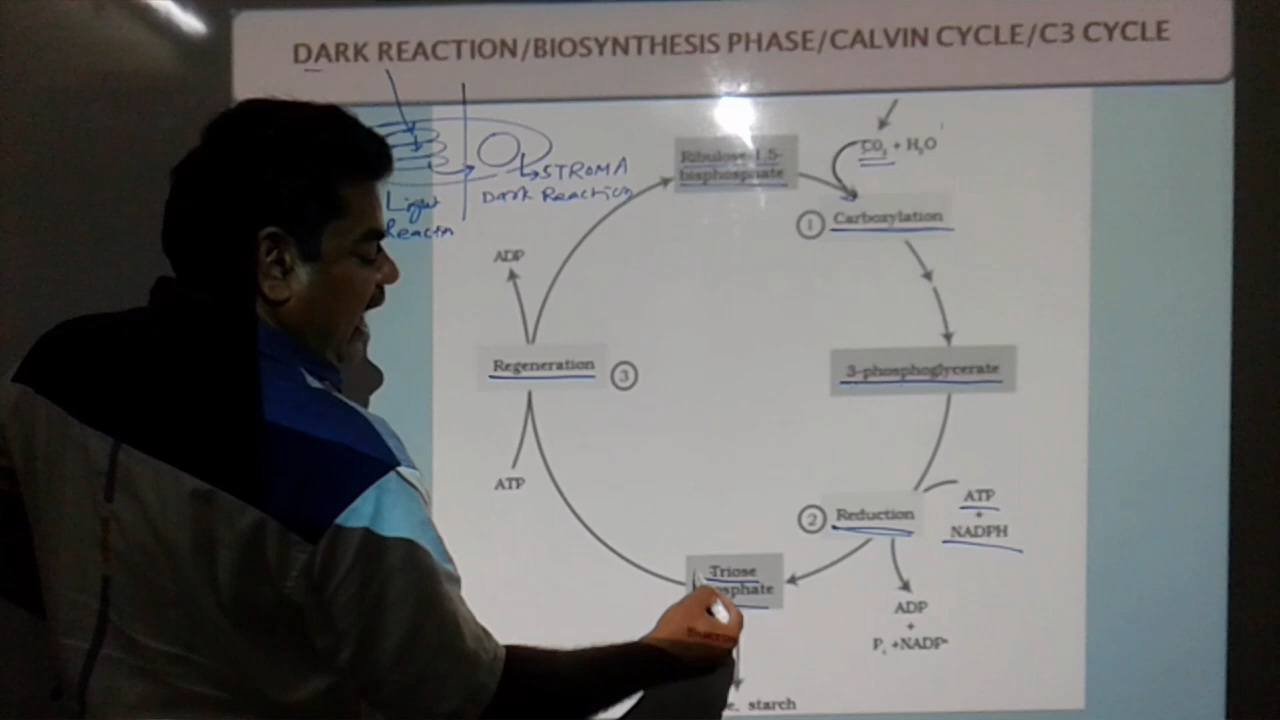 DARK REACTION/BIOSYNTHESIS PHASE/CALVIN CYCLE/C3 CYCLE
STROMA
Dark Reaction
Light
Reactn
Ribulose-1,5-
bisphosphate
CO₂ + H₂O
1 Carboxylation
ADP
Regeneration 3
3-phosphoglycerate
ATP
ATP
+
NADPH
2 Reduction
Triose
ADP
+
Pi +NADP+
starch